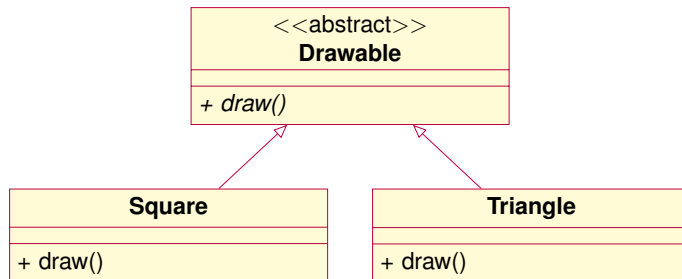 <<abstract>>
Drawable
+ draw()
Square
+ draw()
Triangle
+ draw()